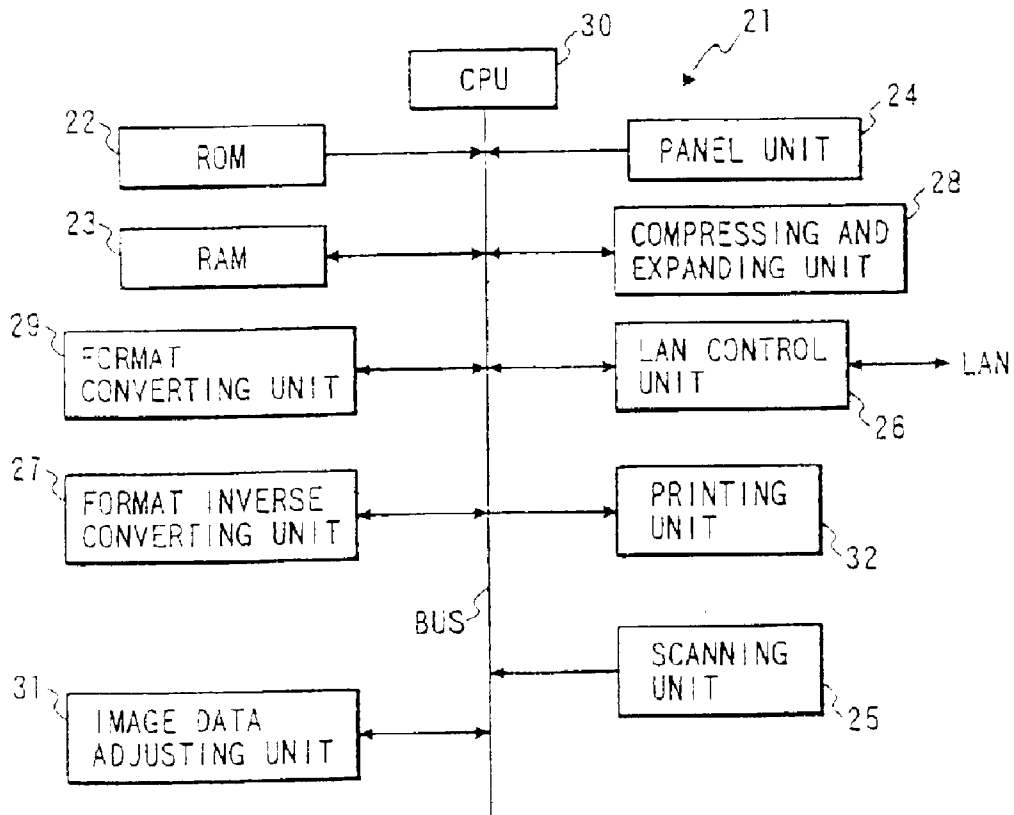 30
21
CPU
22
ROM
24
PANEL UNIT
23
RAM
28
COMPRESSING AND
EXPANDING UNIT
29
FORMAT
CONVERTING UNIT
LAN CONTROL
UNIT
LAN
26
27
FORMAT INVERSE
CONVERTING UNIT
PRINTING
UNIT
32
BUS
SCANNING
UNIT
25
31
IMAGE DATA
ADJUSTING UNIT